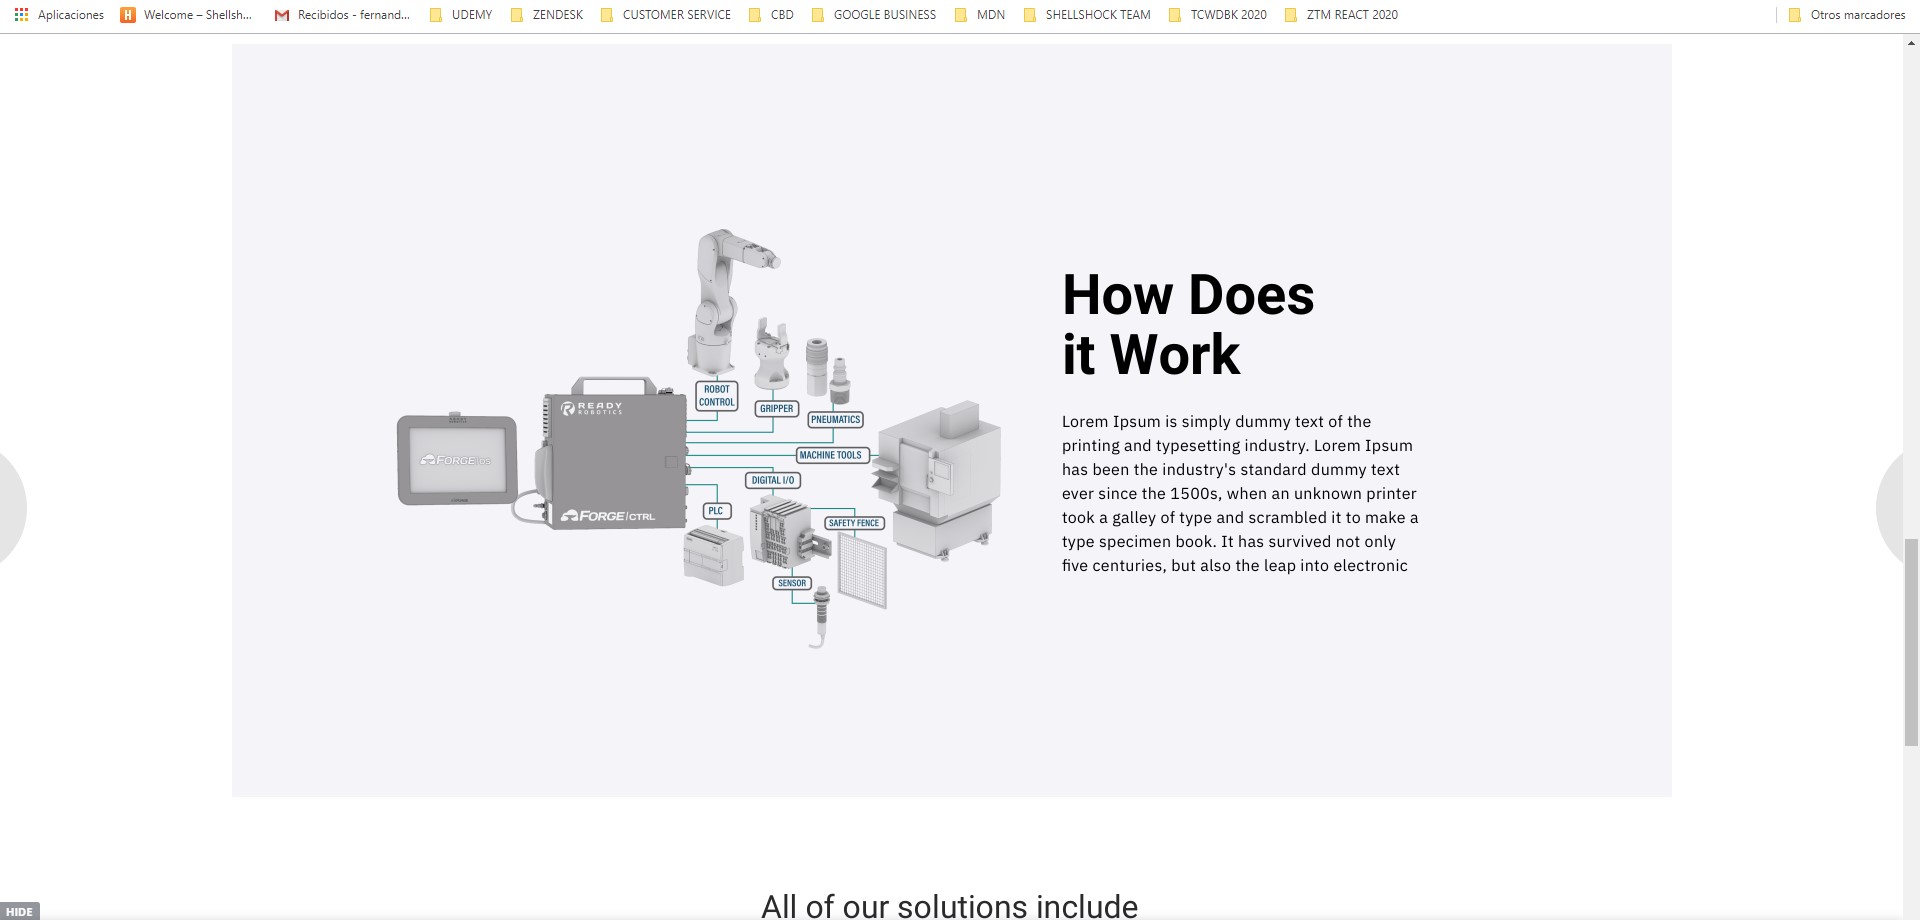 Aplicaciones Welcome – Shellsh... Recibidos - fernand... UDEMY ZENDESK CUSTOMER SERVICE CBD GOOGLE BUSINESS MDN SHELLSHOCK TEAM TCWDBK 2020 ZTM REACT 2020 Otros marcadores
How Does
it Work
Lorem Ipsum is simply dummy text of the
printing and typesetting industry. Lorem Ipsum
has been the industry's standard dummy text
ever since the 1500s, when an unknown printer
took a galley of type and scrambled it to make a
type specimen book. It has survived not only
five centuries, but also the leap into electronic
ROBOT
CONTROL
GRIPPER
PNEUMATICS
MACHINE TOOLS
DIGITAL I/O
PLC
SAFETY FENCE
SENSOR
READY
ROBOTICS
FORGE/OS
FORGE/CTRL
All of our solutions include
HIDE